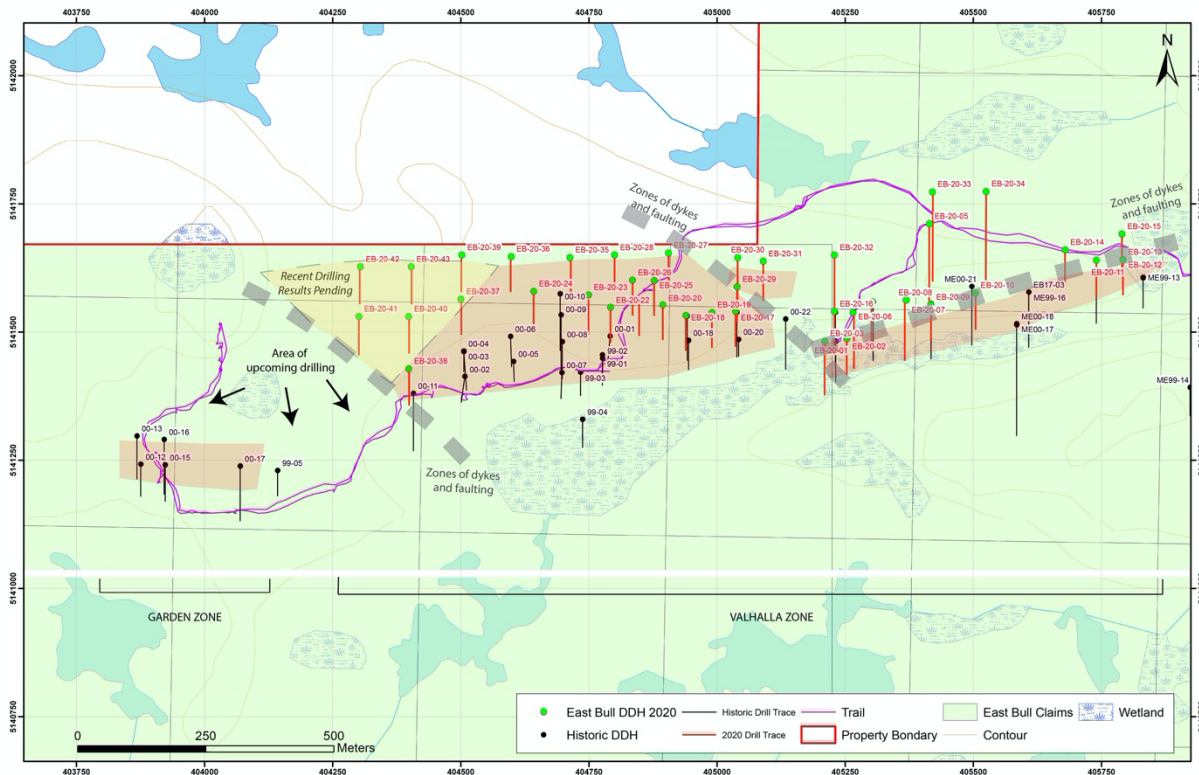 403750 404000 404250 404500 404750 405000 405250 405500 405750
N
5142000
5141750
5141500
5141250
5141000
5140750
Zones of dykes
and faulting
Zones of dykes
and faulting
EB-20-33
EB-20-34
EB-20-05
EB-20-15
EB-20-14
EB-20-13
EB-20-12
EB-20-11
EB-20-39
EB-20-36
EB-20-35
EB-20-28
EB-20-27
EB-20-30
EB-20-31
EB-20-32
EB-20-42
EB-20-43
Recent Drilling
Results Pending
EB-20-37
EB-20-24
EB-20-23
EB-20-26
EB-20-25
EB-20-29
EB-20-22
EB-20-20
EB-20-19
EB-20-17
EB-20-16
EB-20-08
EB-20-09
EB-20-10
ME00-21
EB17-03
ME99-16
ME99-13
EB-20-41
EB-20-40
00-10
00-09
00-06
00-08
00-01
00-18
00-20
00-22
EB-20-06
EB-20-07
EB-20-03
EB-20-02
EB-20-01
ME00-18
ME00-17
EB-20-38
00-04
00-03
00-02
00-05
00-07
99-02
99-01
99-03
00-11
99-04
ME99-14
Area of
upcoming drilling
00-13
00-16
00-12
00-15
00-17
99-05
Zones of dykes
and faulting
GARDEN ZONE
VALHALLA ZONE
East Bull DDH 2020
Historic Drill Trace
Trail
East Bull Claims
Wetland
Historic DDH
2020 Drill Trace
Property Bondary
Contour
0 250 500
Meters
403750 404000 404250 404500 404750 405000 405250 405500 405750